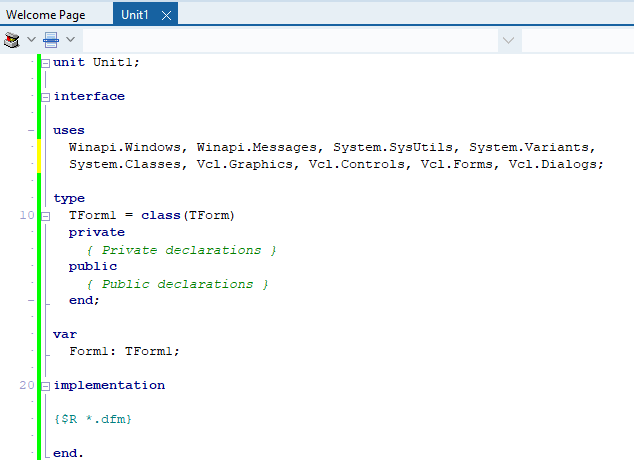 Welcome Page Unit1
unit Unit1;
interface
uses
Winapi.Windows, Winapi.Messages, System.SysUtils, System.Variants,
System.Classes, Vcl.Graphics, Vcl.Controls, Vcl.Forms, Vcl.Dialogs;
type
10 TForm1 = class(TForm)
private
{ Private declarations }
public
{ Public declarations }
end;
var
Form1: TForm1;
20 implementation
{$R *.dfm}
end.